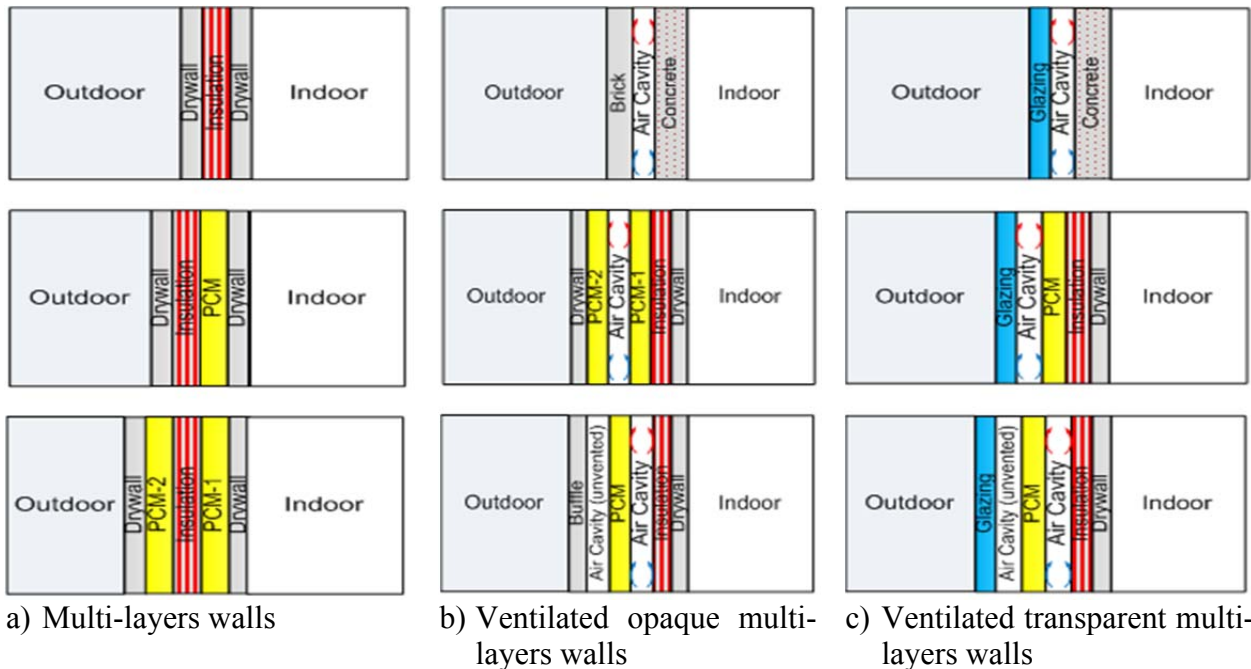 Outdoor
Drywall
Insulation
Drywall
Indoor
Outdoor
Brick
Air Cavity
Concrete
Indoor
Outdoor
Glazing
Air Cavity
Concrete
Indoor
Outdoor
Drywall
Insulation
PCM
Drywall
Indoor
Outdoor
Drywall
PCM-2
Air Cavity
PCM-1
Insulation
Drywall
Indoor
Outdoor
Glazing
Air Cavity
PCM
Insulation
Drywall
Indoor
Outdoor
Drywall
PCM-2
Insulation
PCM-1
Drywall
Indoor
Outdoor
Buffle
Air Cavity (unvented)
PCM
Air Cavity
Insulation
Drywall
Indoor
Outdoor
Glazing
Air Cavity (unvented)
PCM
Air Cavity
Insulation
Drywall
Indoor
a) Multi-layers walls
b) Ventilated opaque multi-
layers walls
c) Ventilated transparent multi-
layers walls